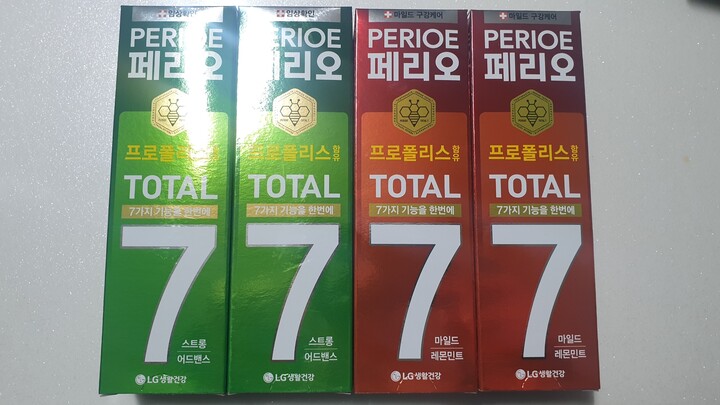 임상확인
PERIOE
페리오
프로폴리스
TOTAL
7가지 기능을 한번에
7
스트롱
어드밴스
LG생활건강
임상확인
PERIOE
페리오
프로폴리스 함유
TOTAL
7가지 기능을 한번에
7
스트롱
어드밴스
LG생활건강
마일드 구강케어
PERIOE
페리오
프로폴리스 함유
TOTAL
7가지 기능을 한번에
7
마일드
레몬민트
LG생활건강
마일드 구강케어
PERIOE
페리오
프로폴리스 함유
TOTAL
7가지 기능을 한번에
7
마일드
레몬민트
LG생활건강